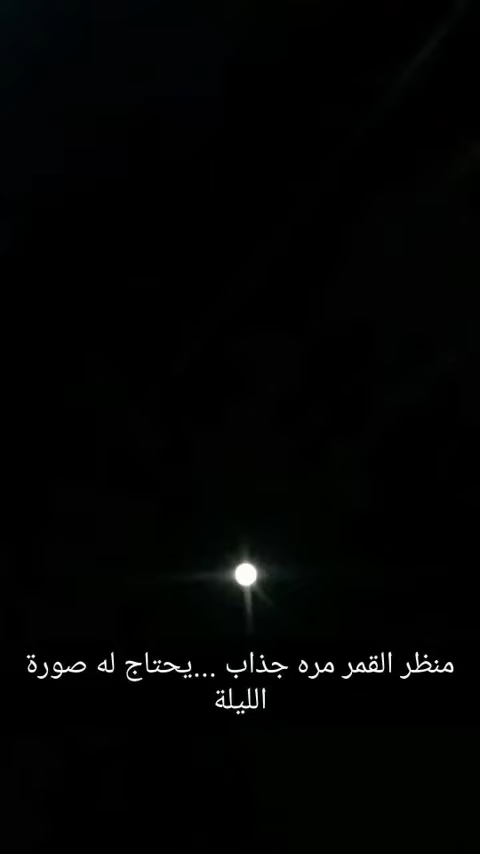 منظر القمر مره جذاب ...يحتاج له صورة
الليلة